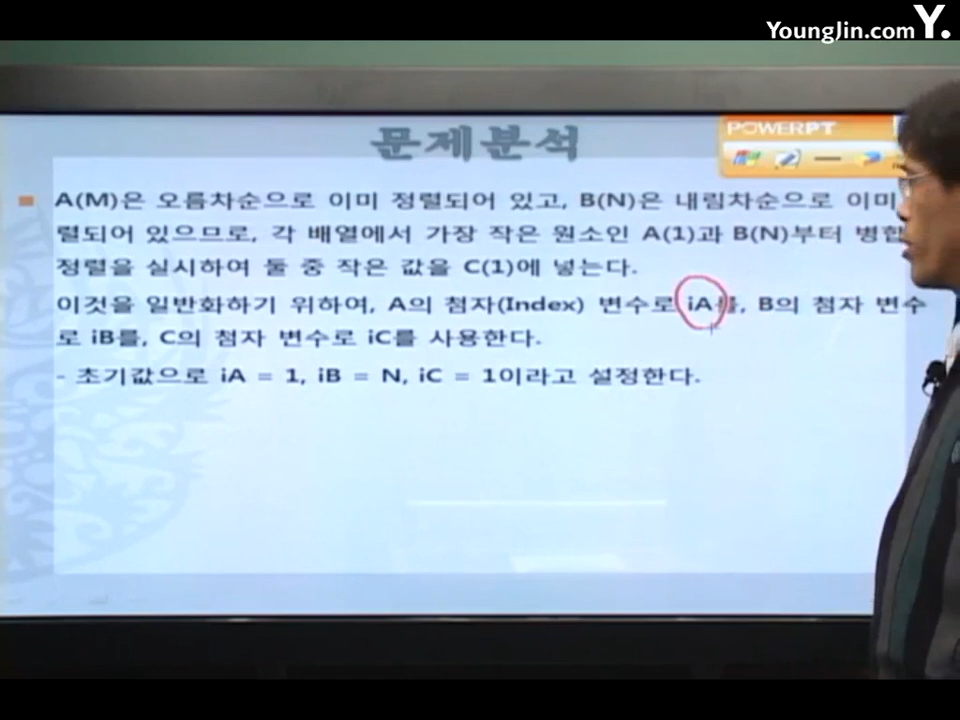 YoungJin.com Y.
문제분석
POWERPT
A(M)은 오름차순으로 이미 정렬되어 있고, B(N)은 내림차순으로 이미
렬되어 있으므로, 각 배열에서 가장 작은 원소인 A(1)과 B(N)부터 병합
정렬을 실시하여 둘 중 작은 값을 C(1)에 넣는다.
이것을 일반화하기 위하여, A의 첨자(Index) 변수로 iA를, B의 첨자 변수
로 iB를, C의 첨자 변수로 iC를 사용한다.
- 초기값으로 iA = 1, iB = N, iC = 1이라고 설정한다.